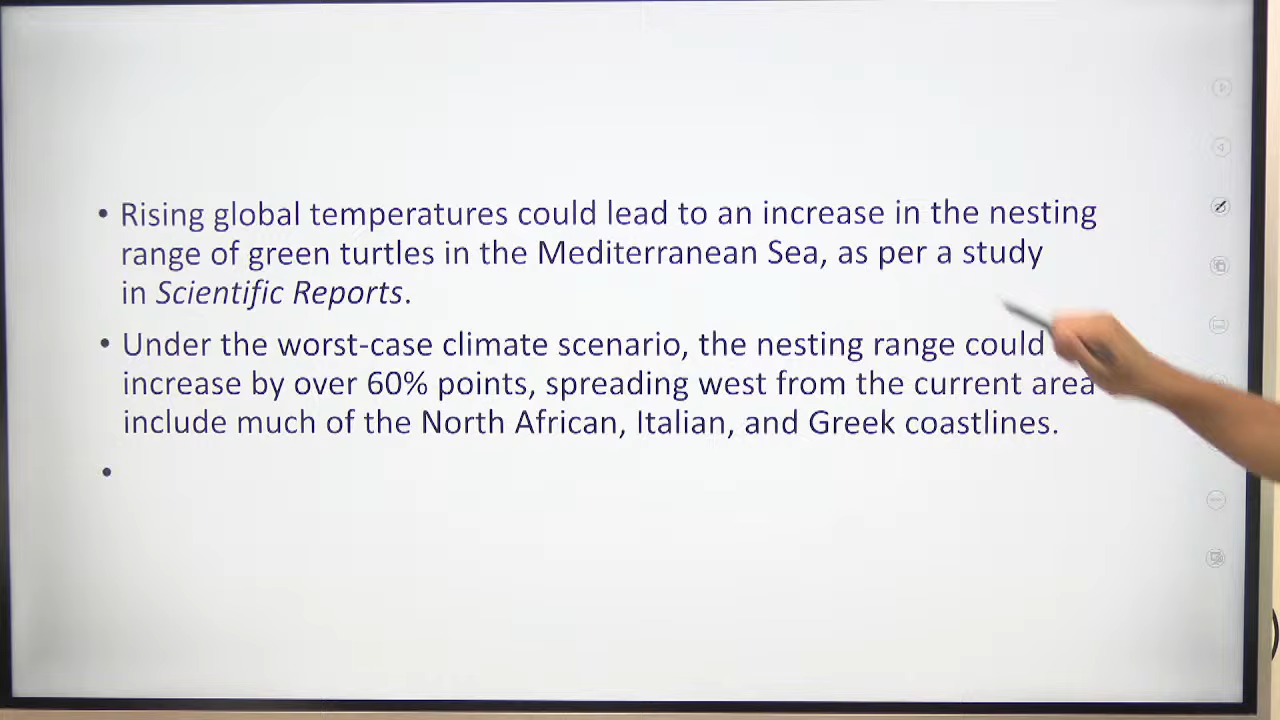 • Rising global temperatures could lead to an increase in the nesting
range of green turtles in the Mediterranean Sea, as per a study
in Scientific Reports.
• Under the worst-case climate scenario, the nesting range could
increase by over 60% points, spreading west from the current area
include much of the North African, Italian, and Greek coastlines.
•